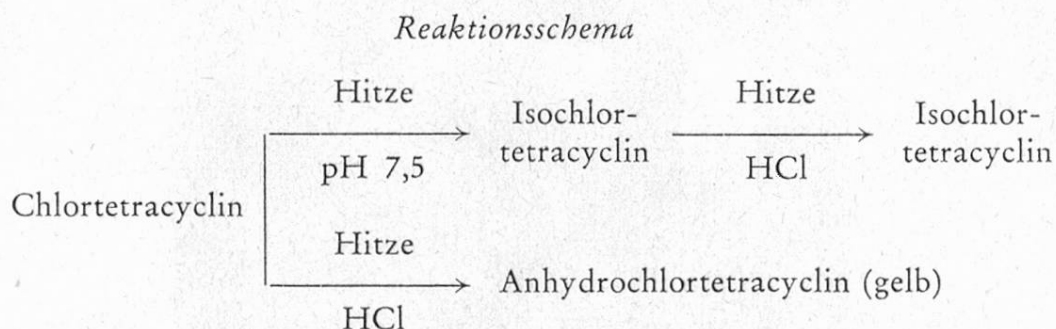 Reaktionsschema
Hitze
pH 7,5
Isochlor-
tetracyclin
Hitze
HCl
Isochlor-
tetracyclin
Chlortetracyclin
Hitze
HCl
Anhydrochlortetracyclin (gelb)